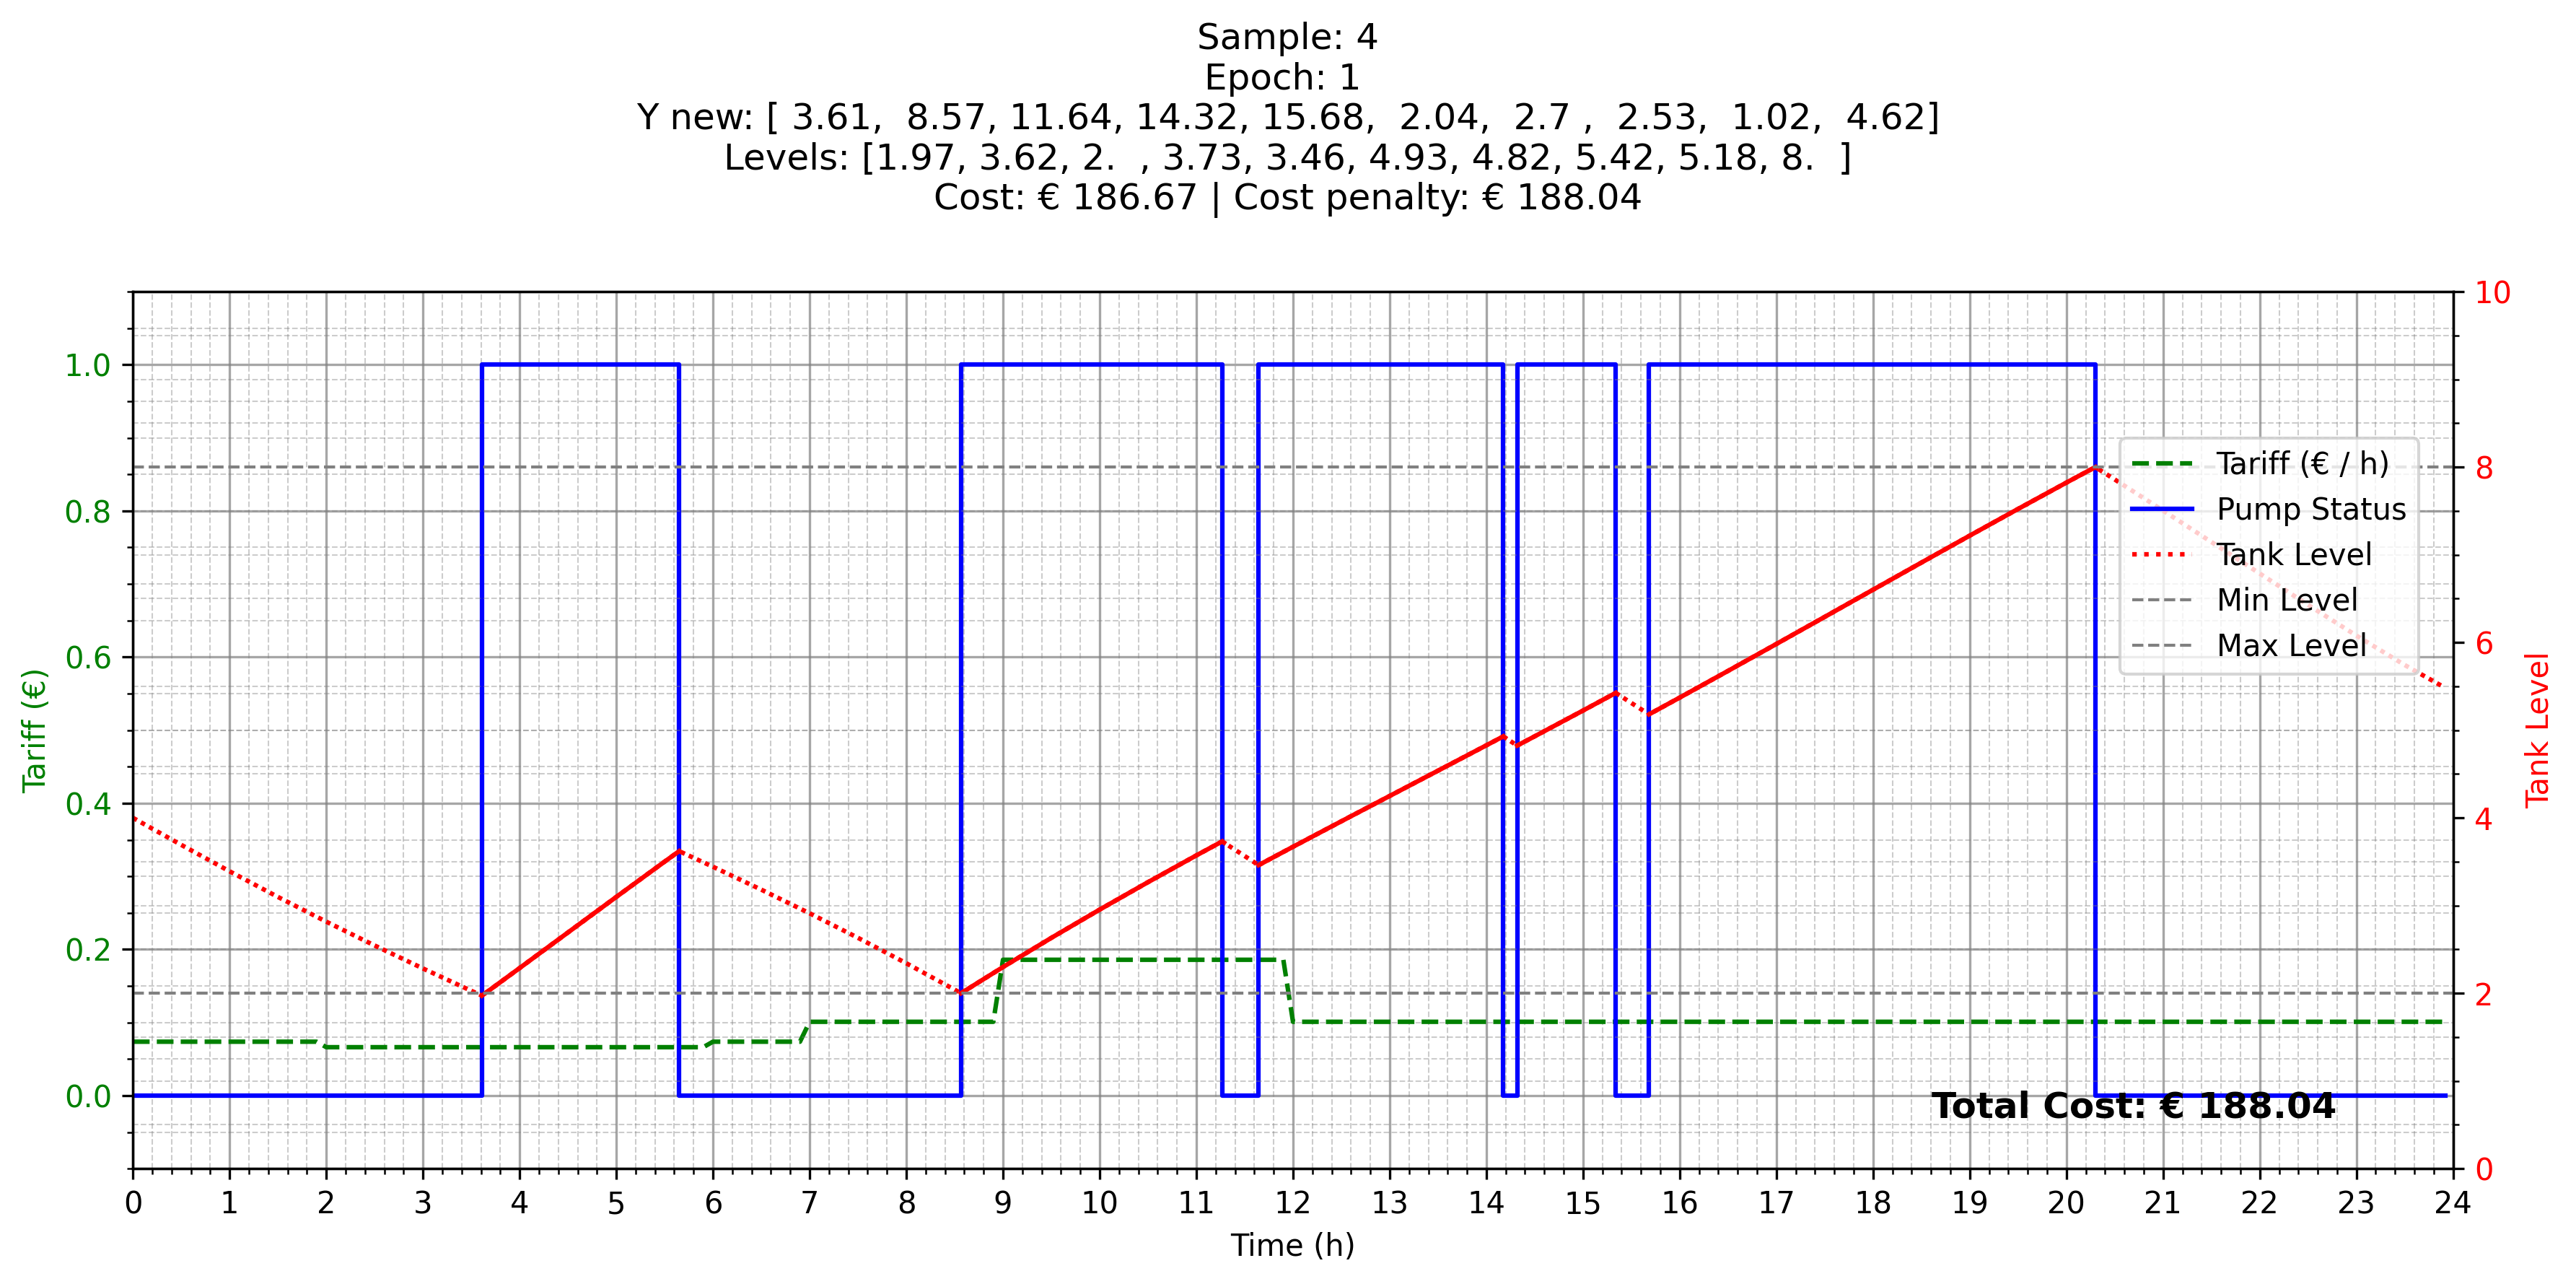 Sample: 4
Epoch: 1
Y new: [ 3.61,  8.57, 11.64, 14.32, 15.68,  2.04,  2.7 ,  2.53,  1.02,  4.62]
Levels: [1.97, 3.62, 2.  , 3.73, 3.46, 4.93, 4.82, 5.42, 5.18, 8.  ]
Cost: € 186.67 | Cost penalty: € 188.04
10
1.0
8
Tariff (€ / h)
0.8
Pump Status
Tank Level
Min Level
0.6
6
Max Level
Tariff (€)
Tank Level
0.4
4
0.2
2
0.0
Total Cost: € 188.04
0
0 1 2 3 4 5 6 7 8 9 10 11 12 13 14 15 16 17 18 19 20 21 22 23 24
Time (h)